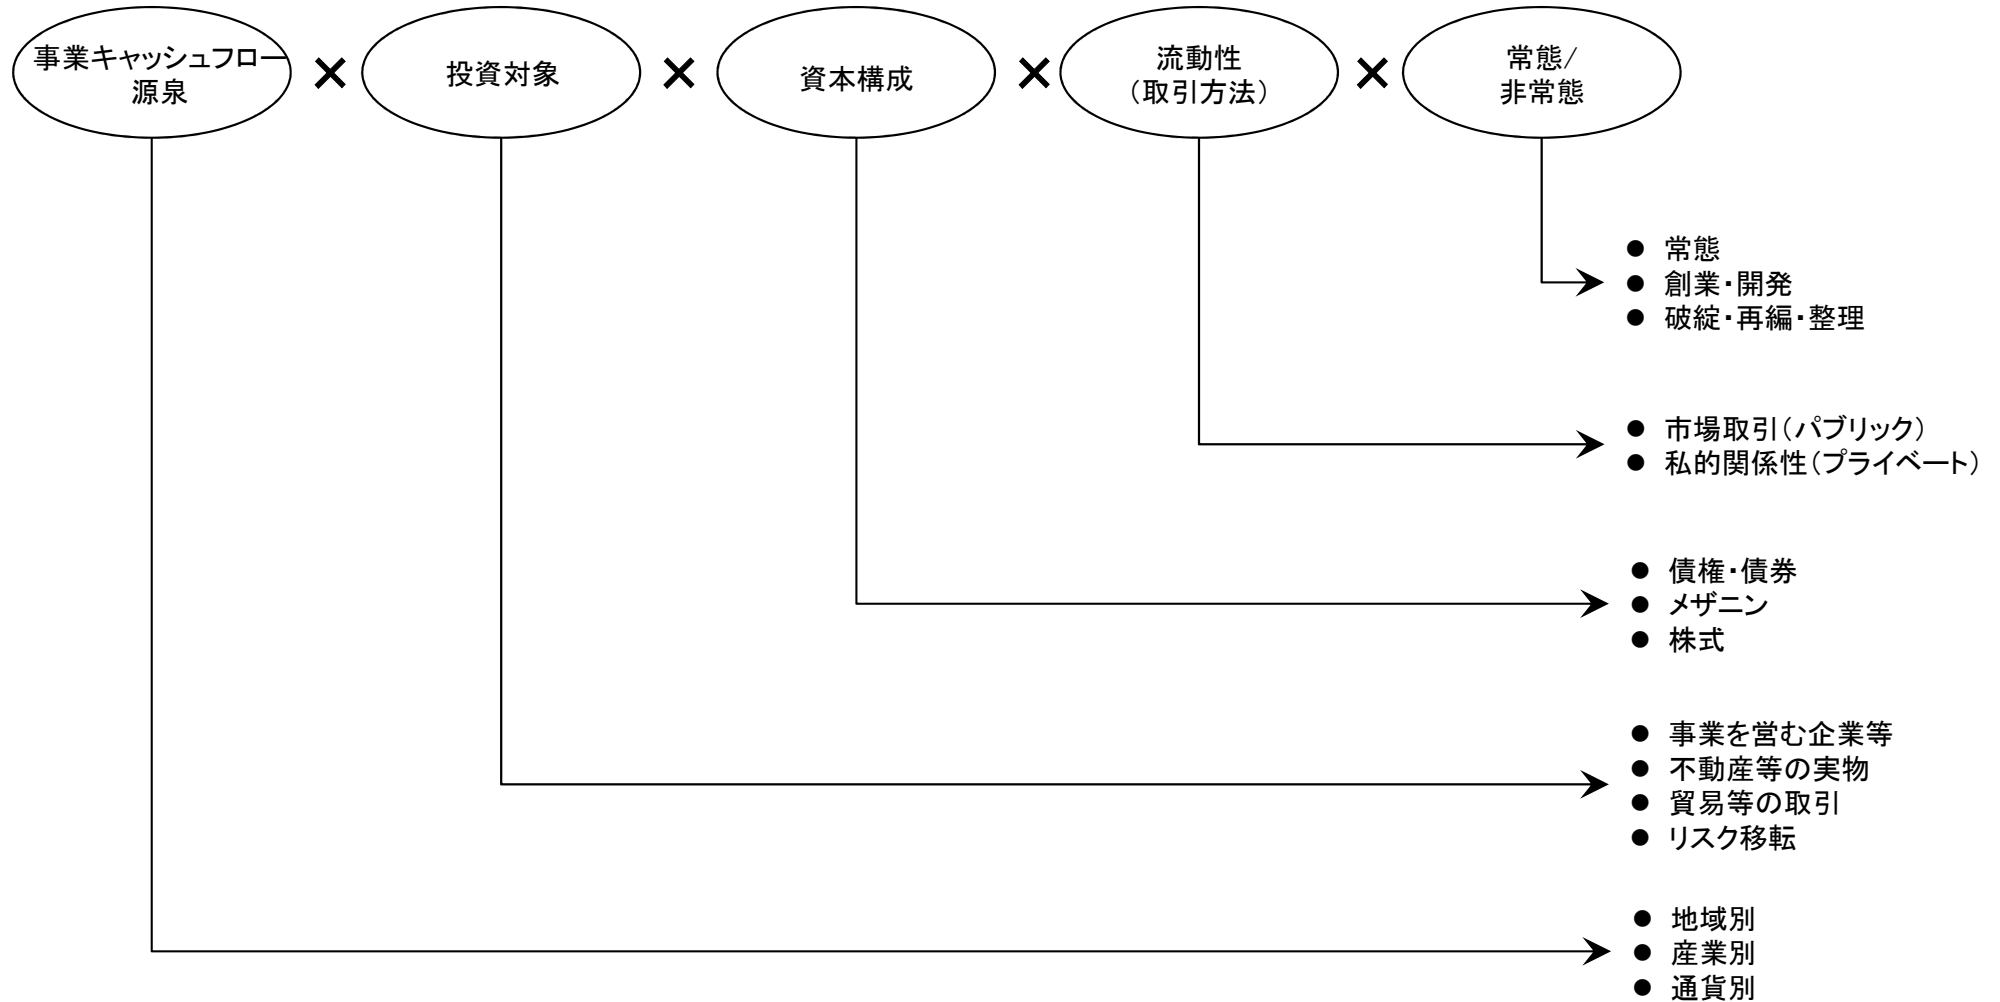 事業キャッシュフロー
源泉
×
投資対象
×
資本構成
×
流動性
（取引方法）
×
常態/
非常態
● 常態
● 創業・開発
● 破綻・再編・整理
● 市場取引（パブリック）
● 私的関係性（プライベート）
● 債権・債券
● メザニン
● 株式
● 事業を営む企業等
● 不動産等の実物
● 貿易等の取引
● リスク移転
● 地域別
● 産業別
● 通貨別